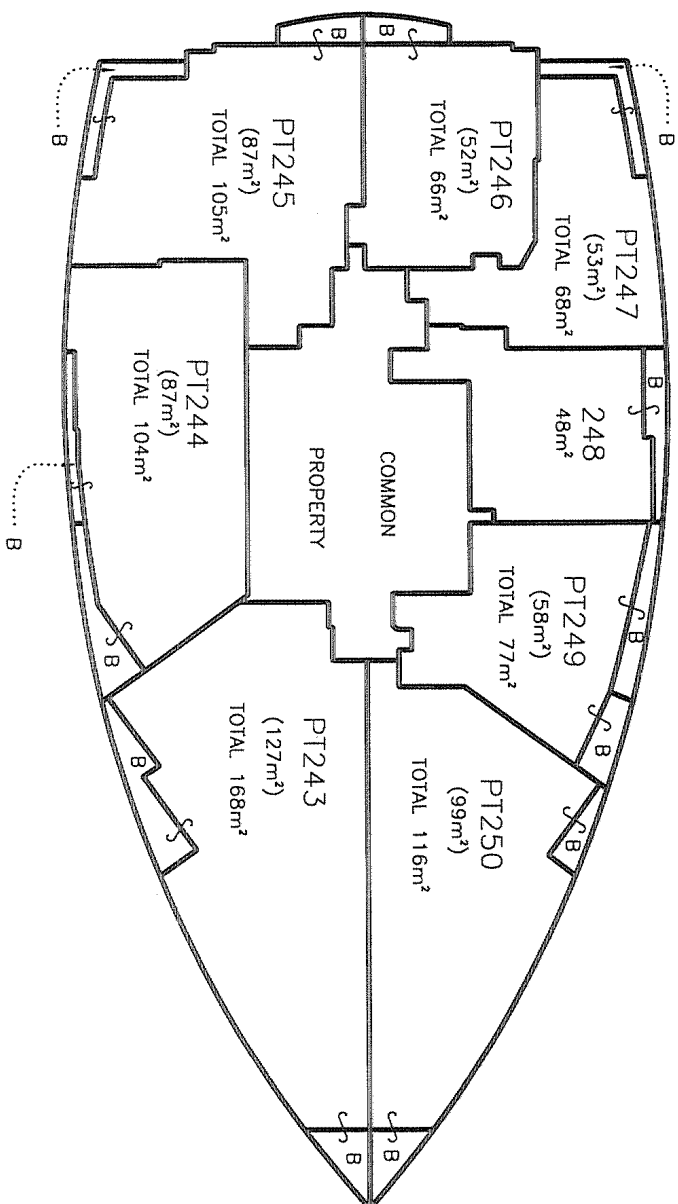 B
B
B
B
B
PT247
(53m²)
TOTAL 68m²
248
48m²
PT249
(58m²)
TOTAL 77m²
PT246
(52m²)
TOTAL 66m²
PT250
(99m²)
TOTAL 116m²
B
B
B
B
COMMON
PROPERTY
PT245
(87m²)
TOTAL 105m²
PT243
(127m²)
TOTAL 168m²
PT244
(87m²)
TOTAL 104m²
B
B
B
B